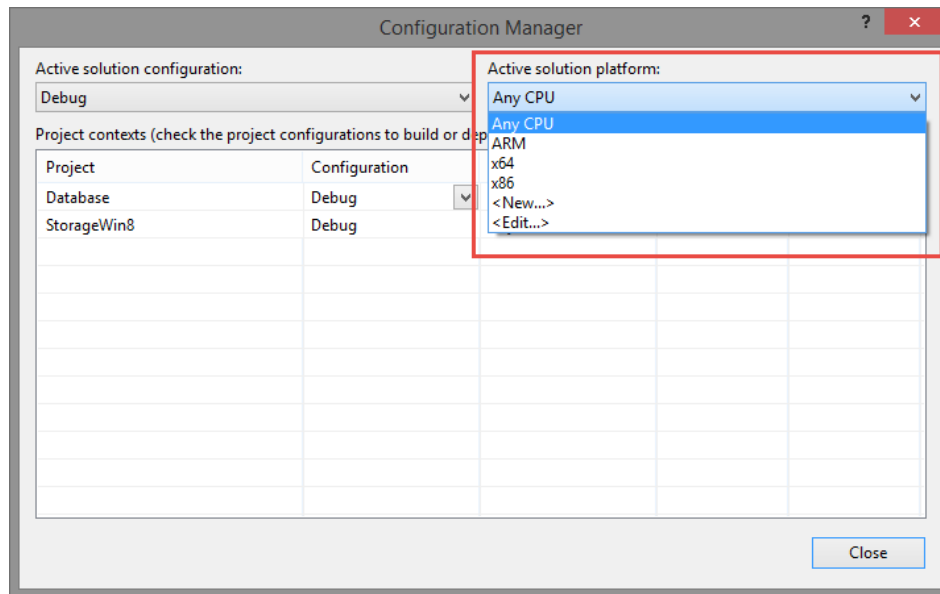 Configuration Manager
?
Active solution configuration:
Active solution platform:
Debug
Any CPU
Any CPU
ARM
x64
x86
<New...>
<Edit...>
Project contexts (check the project configurations to build or dep
Project
Configuration
Database
Debug
StorageWin8
Debug
Close